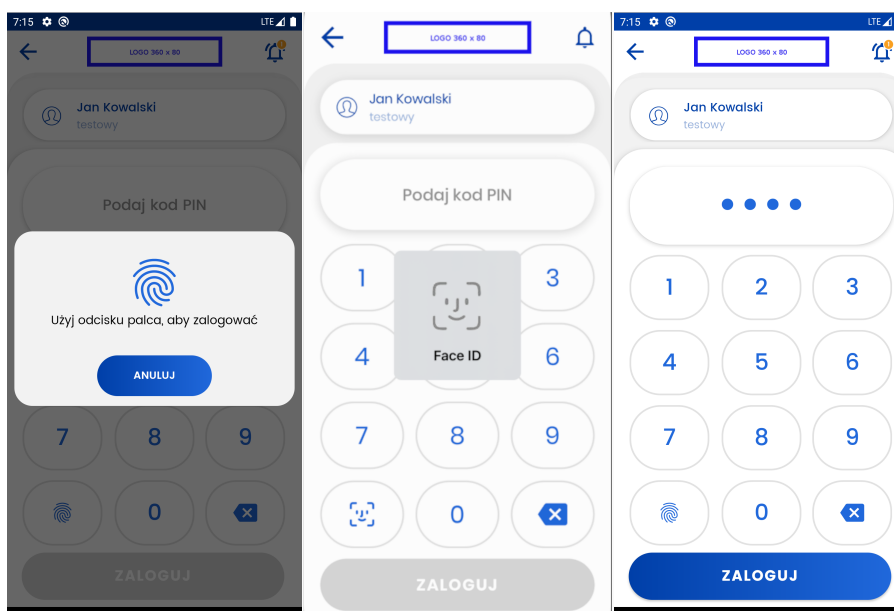 7:15 LTE
LOGO 360 x 80
Jan Kowalski
testowy
Podaj kod PIN
Użyj odcisku palca, aby zalogować
ANULUJ
7 8 9
0
ZALOGUJ
LOGO 360 x 80
Jan Kowalski
testowy
Podaj kod PIN
1 3
4 6
Face ID
7 8 9
0
ZALOGUJ
7:15 LTE
LOGO 360 x 80
Jan Kowalski
testowy
1 2 3
4 5 6
7 8 9
0
ZALOGUJ